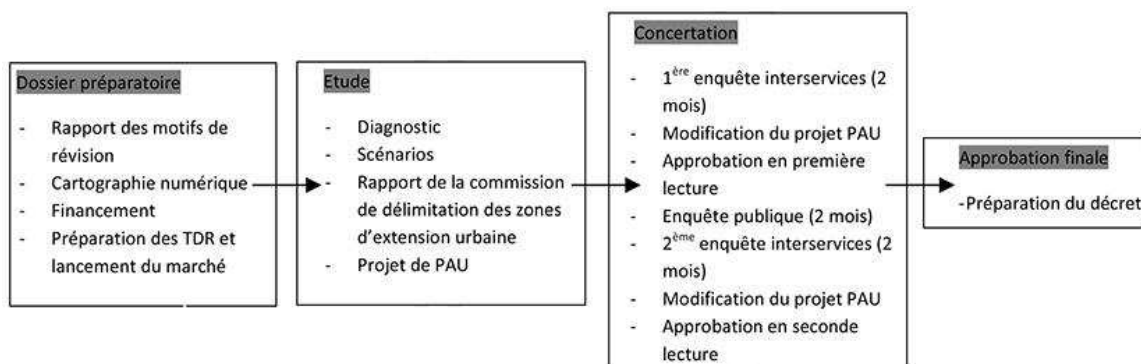 Dossier préparatoire
- Rapport des motifs de
révision
- Cartographie numérique
- Financement
- Préparation des TDR et
lancement du marché
Etude
- Diagnostic
- Scénarios
- Rapport de la commission
de délimitation des zones
d'extension urbaine
- Projet de PAU
Concertation
- 1ère enquête interservices (2
mois)
- Modification du projet PAU
- Approbation en première
lecture
- Enquête publique (2 mois)
- 2ème enquête interservices (2
mois)
- Modification du projet PAU
- Approbation en seconde
lecture
Approbation finale
-Préparation du décret